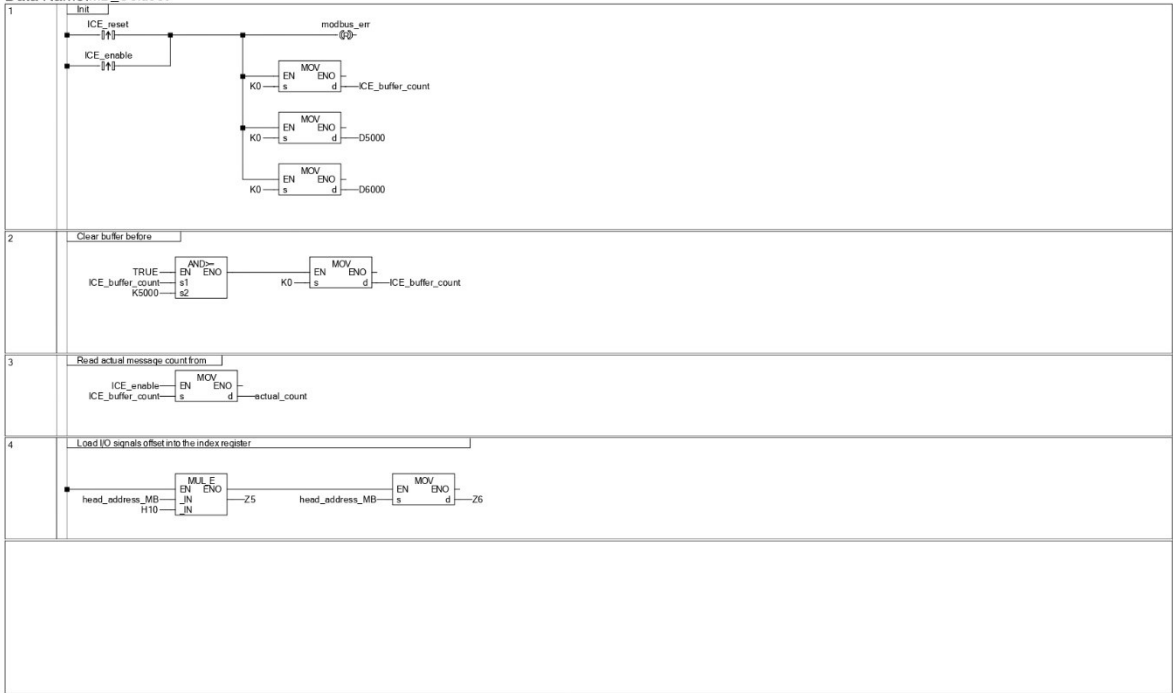 1
Init
ICE_reset
modbus_err
ICE_enable
MOV
EN ENO
K0 s d ICE_buffer_count
MOV
EN ENO
K0 s d D5000
MOV
EN ENO
K0 s d D6000
2
Clear buffer before
AND>=
TRUE EN ENO
ICE_buffer_count s1
K5000 s2
MOV
EN ENO
K0 s d ICE_buffer_count
3
Read actual message count from
MOV
ICE_enable EN ENO
ICE_buffer_count s d actual_count
4
Load I/O signals offset into the index register
MUL_E
EN ENO
head_address_MB _IN Z5
H10 _IN
MOV
EN ENO
head_address_MB s d Z6